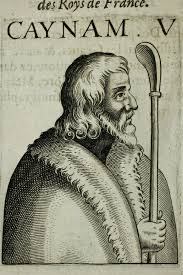 des Roys de France.
CAYNAM. V